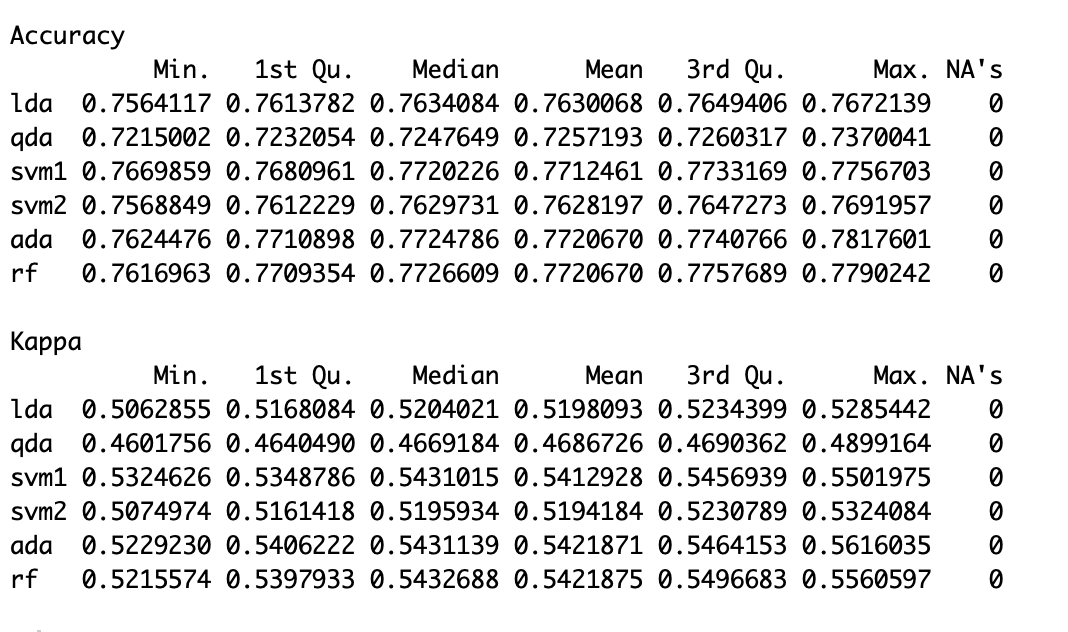 Accuracy
Min. 1st Qu. Median Mean 3rd Qu. Max. NA's
lda 0.7564117 0.7613782 0.7634084 0.7630068 0.7649406 0.7672139 0
qda 0.7215002 0.7232054 0.7247649 0.7257193 0.7260317 0.7370041 0
svm1 0.7669859 0.7680961 0.7720226 0.7712461 0.7733169 0.7756703 0
svm2 0.7568849 0.7612229 0.7629731 0.7628197 0.7647273 0.7691957 0
ada 0.7624476 0.7710898 0.7724786 0.7720670 0.7740766 0.7817601 0
rf 0.7616963 0.7709354 0.7726609 0.7720670 0.7757689 0.7790242 0
Kappa
Min. 1st Qu. Median Mean 3rd Qu. Max. NA's
lda 0.5062855 0.5168084 0.5204021 0.5198093 0.5234399 0.5285442 0
qda 0.4601756 0.4640490 0.4669184 0.4686726 0.4690362 0.4899164 0
svm1 0.5324626 0.5348786 0.5431015 0.5412928 0.5456939 0.5501975 0
svm2 0.5074974 0.5161418 0.5195934 0.5194184 0.5230789 0.5324084 0
ada 0.5229230 0.5406222 0.5431139 0.5421871 0.5464153 0.5616035 0
rf 0.5215574 0.5397933 0.5432688 0.5421875 0.5496683 0.5560597 0